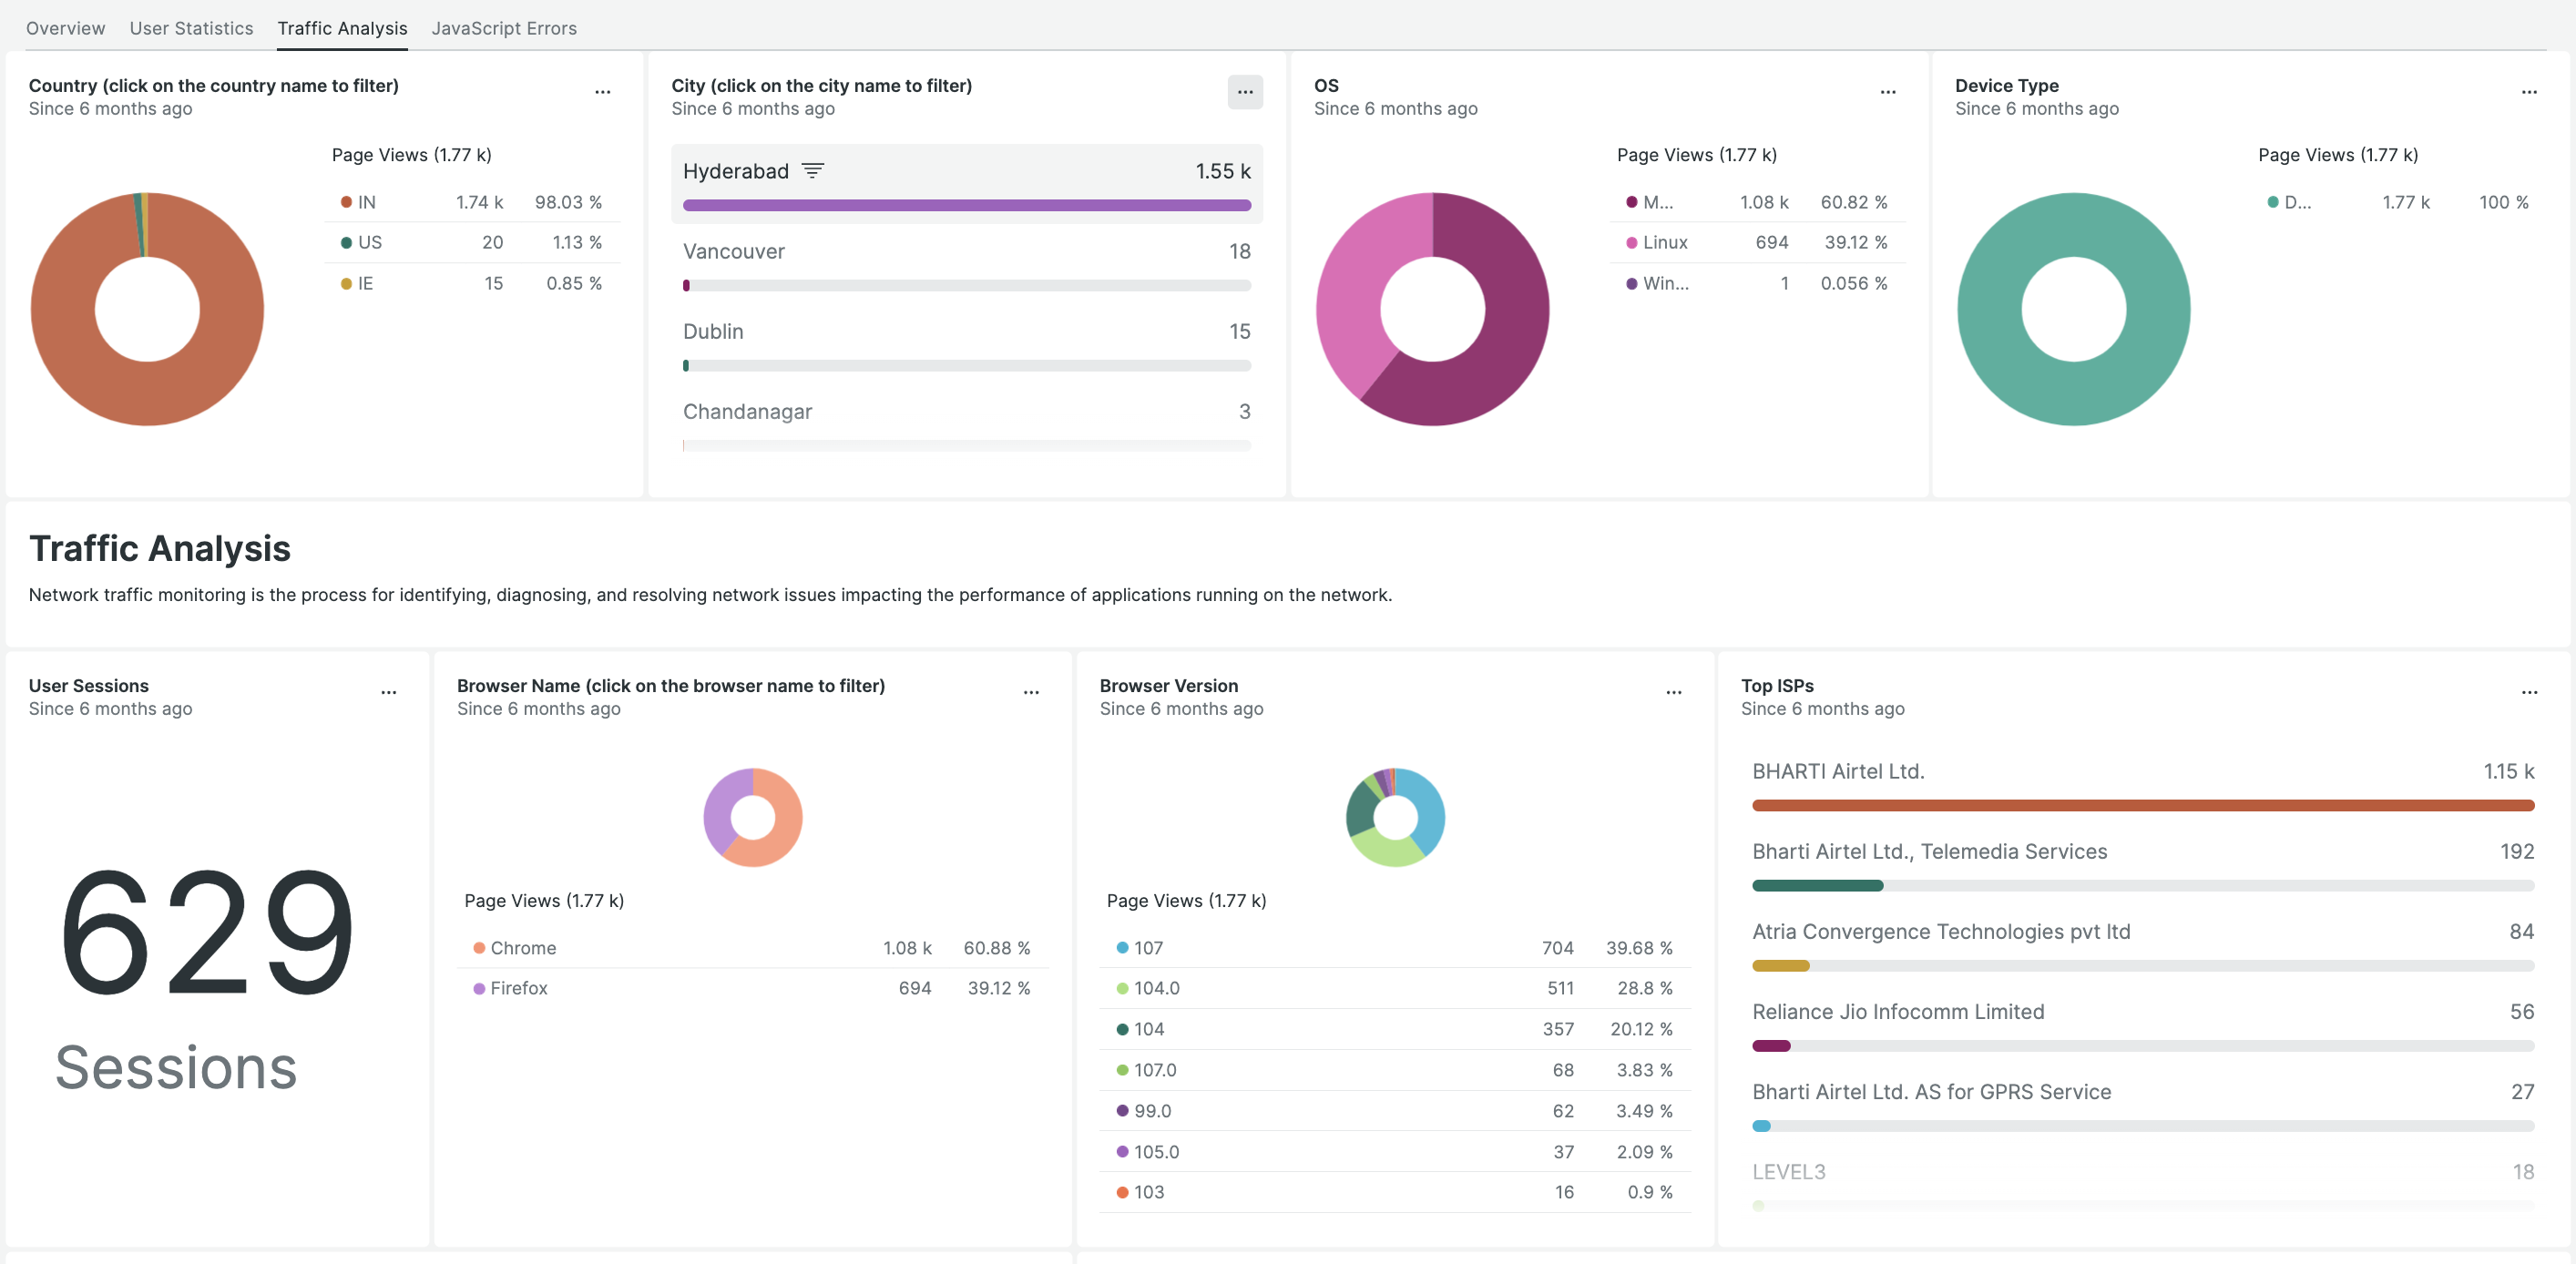 Overview User Statistics Traffic Analysis JavaScript Errors
Country (click on the country name to filter) ...
Since 6 months ago
Page Views (1.77 k)
IN 1.74 k 98.03 %
US 20 1.13 %
IE 15 0.85 %
City (click on the city name to filter) ...
Since 6 months ago
Hyderabad 1.55 k
Vancouver 18
Dublin 15
Chandanagar 3
OS ...
Since 6 months ago
Page Views (1.77 k)
M... 1.08 k 60.82 %
Linux 694 39.12 %
Win... 1 0.056 %
Device Type ...
Since 6 months ago
Page Views (1.77 k)
D... 1.77 k 100 %
Traffic Analysis
Network traffic monitoring is the process for identifying, diagnosing, and resolving network issues impacting the performance of applications running on the network.
User Sessions ...
Since 6 months ago
629
Sessions
Browser Name (click on the browser name to filter) ...
Since 6 months ago
Page Views (1.77 k)
Chrome 1.08 k 60.88 %
Firefox 694 39.12 %
Browser Version ...
Since 6 months ago
Page Views (1.77 k)
107 704 39.68 %
104.0 511 28.8 %
104 357 20.12 %
107.0 68 3.83 %
99.0 62 3.49 %
105.0 37 2.09 %
103 16 0.9 %
Top ISPs ...
Since 6 months ago
BHARTI Airtel Ltd. 1.15 k
Bharti Airtel Ltd., Telemedia Services 192
Atria Convergence Technologies pvt ltd 84
Reliance Jio Infocomm Limited 56
Bharti Airtel Ltd. AS for GPRS Service 27
LEVEL3 18